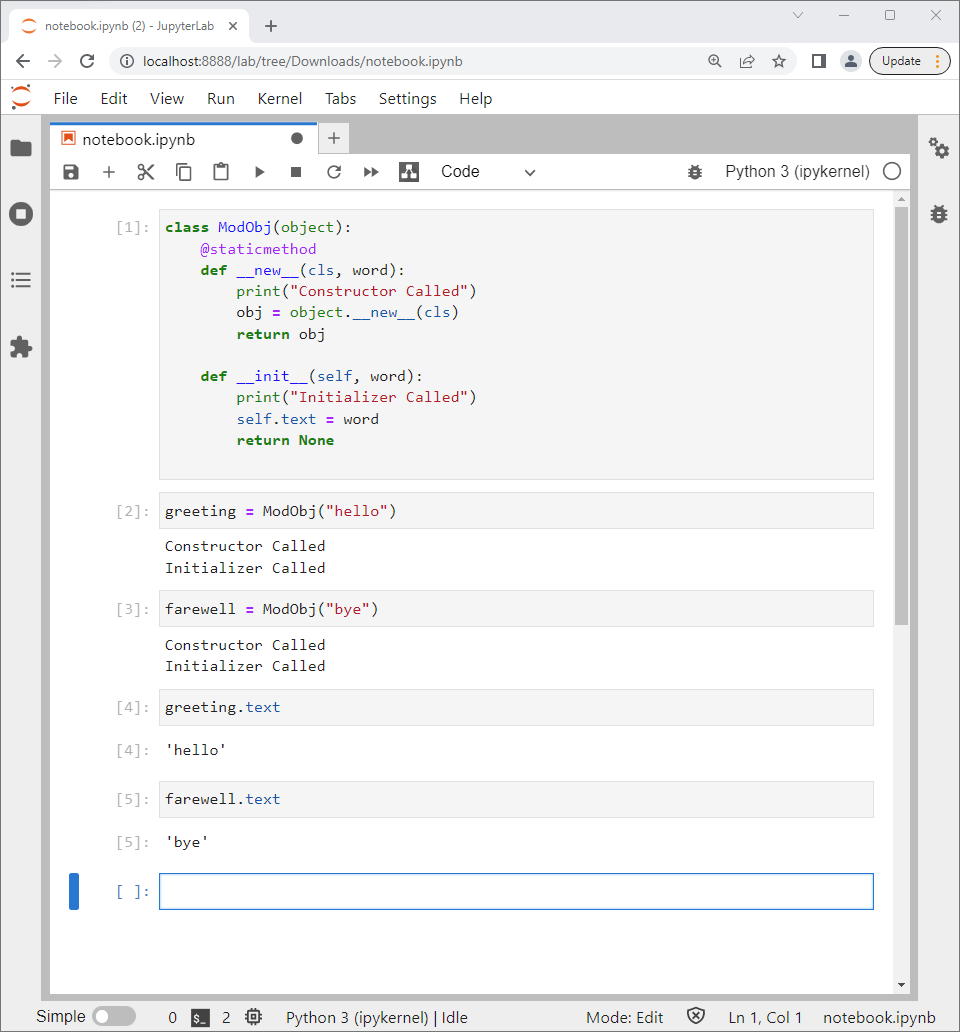 notebook.ipynb (2) - JupyterLab
localhost:8888/lab/tree/Downloads/notebook.ipynb
Update
File Edit View Run Kernel Tabs Settings Help
notebook.ipynb
Code
Python 3 (ipykernel)
[1]: class ModObj(object):
    @staticmethod
    def __new__(cls, word):
        print("Constructor Called")
        obj = object.__new__(cls)
        return obj
    def __init__(self, word):
        print("Initializer Called")
        self.text = word
        return None
[2]: greeting = ModObj("hello")
Constructor Called
Initializer Called
[3]: farewell = ModObj("bye")
Constructor Called
Initializer Called
[4]: greeting.text
[4]: 'hello'
[5]: farewell.text
[5]: 'bye'
[ ]:
Simple 0 $_ 2 Python 3 (ipykernel) | Idle Mode: Edit Ln 1, Col 1 notebook.ipynb